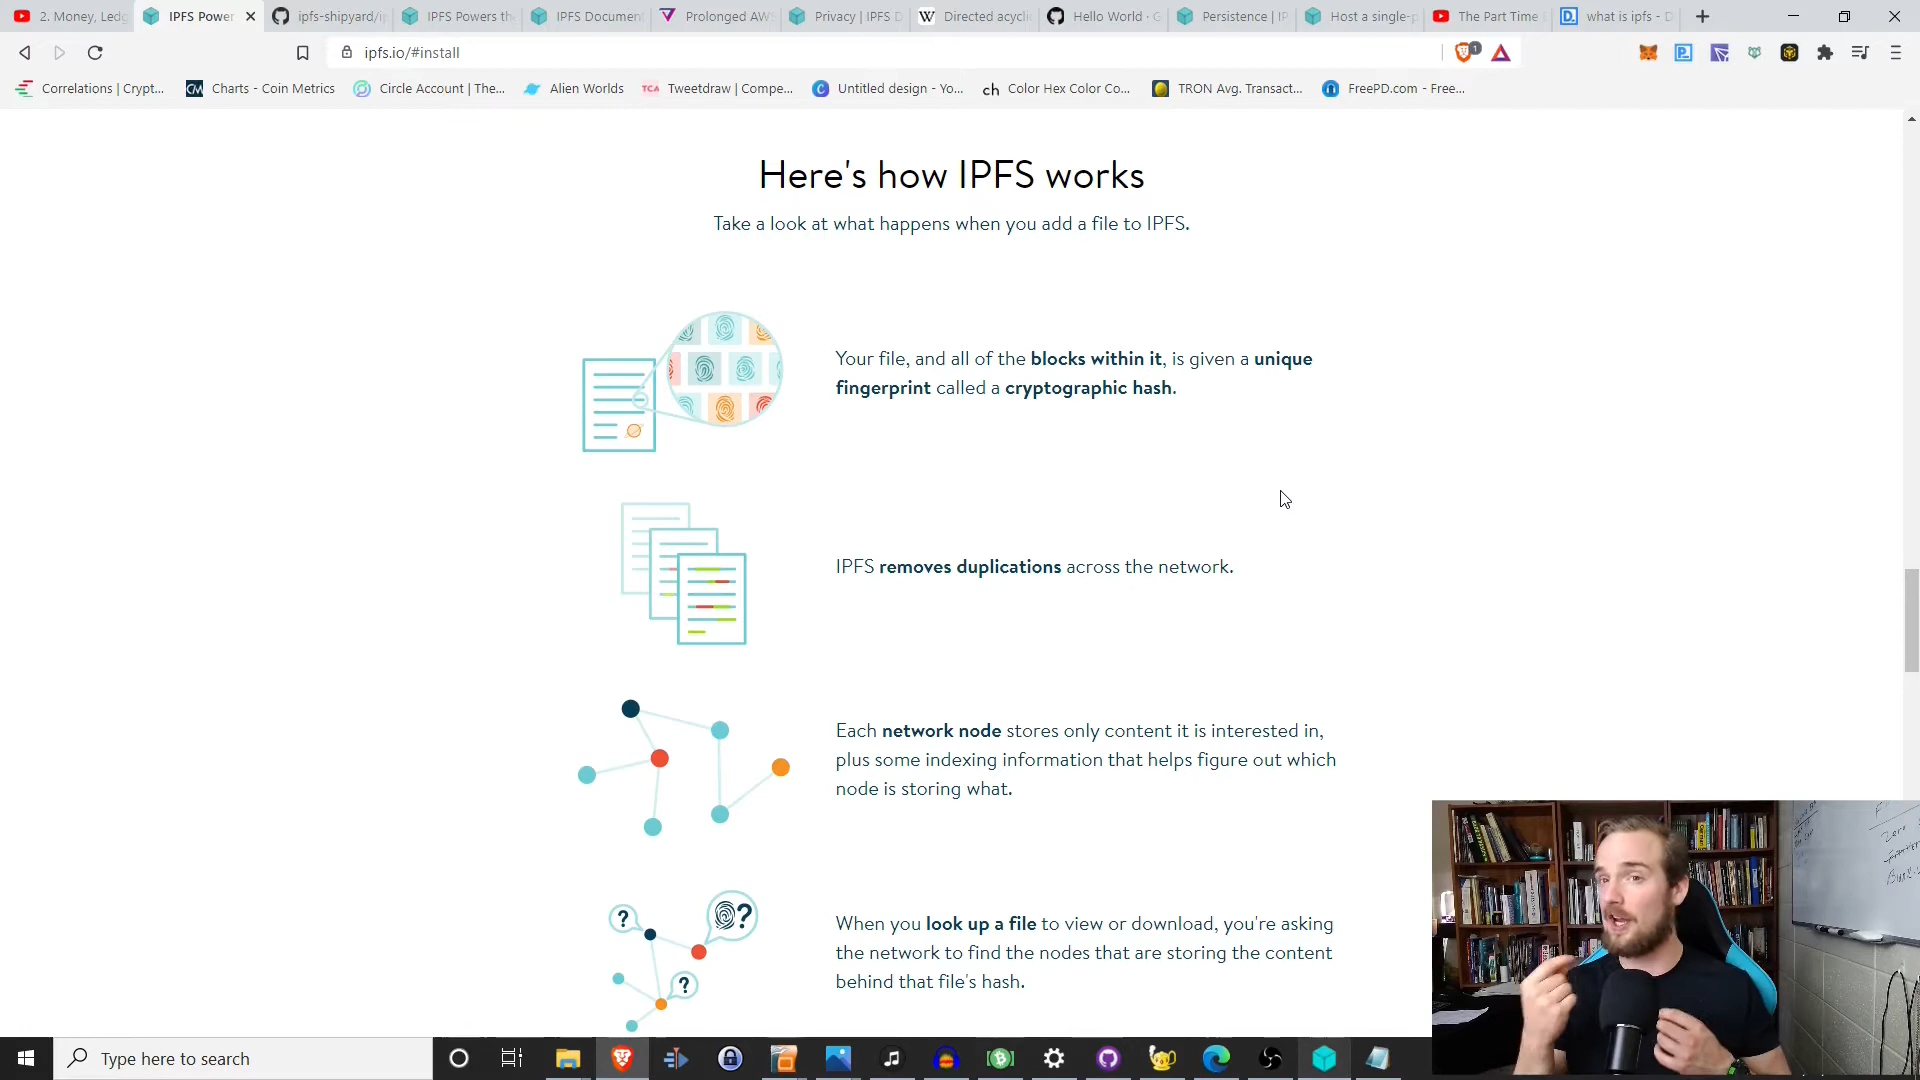 2. Money, Ledg
IPFS Power
ipfs-shipyard/i
IPFS Powers th
IPFS Documen
Prolonged AW
Privacy | IPFS D
Directed acycli
Hello World · G
Persistence | IP
Host a single-p
The Part Time
what is ipfs - D
ipfs.io/#install
1
Correlations | Crypt...
Charts - Coin Metrics
Circle Account | The...
Alien Worlds
TCA
Tweetdraw | Compe...
Untitled design - Yo...
ch
Color Hex Color Co...
TRON Avg. Transact...
FreePD.com - Free...
Here's how IPFS works
Take a look at what happens when you add a file to IPFS.
Your file, and all of the blocks within it, is given a unique
fingerprint called a cryptographic hash.
IPFS removes duplications across the network.
Each network node stores only content it is interested in,
plus some indexing information that helps figure out which
node is storing what.
? ? ?
When you look up a file to view or download, you're asking
the network to find the nodes that are storing the content
behind that file's hash.
Type here to search